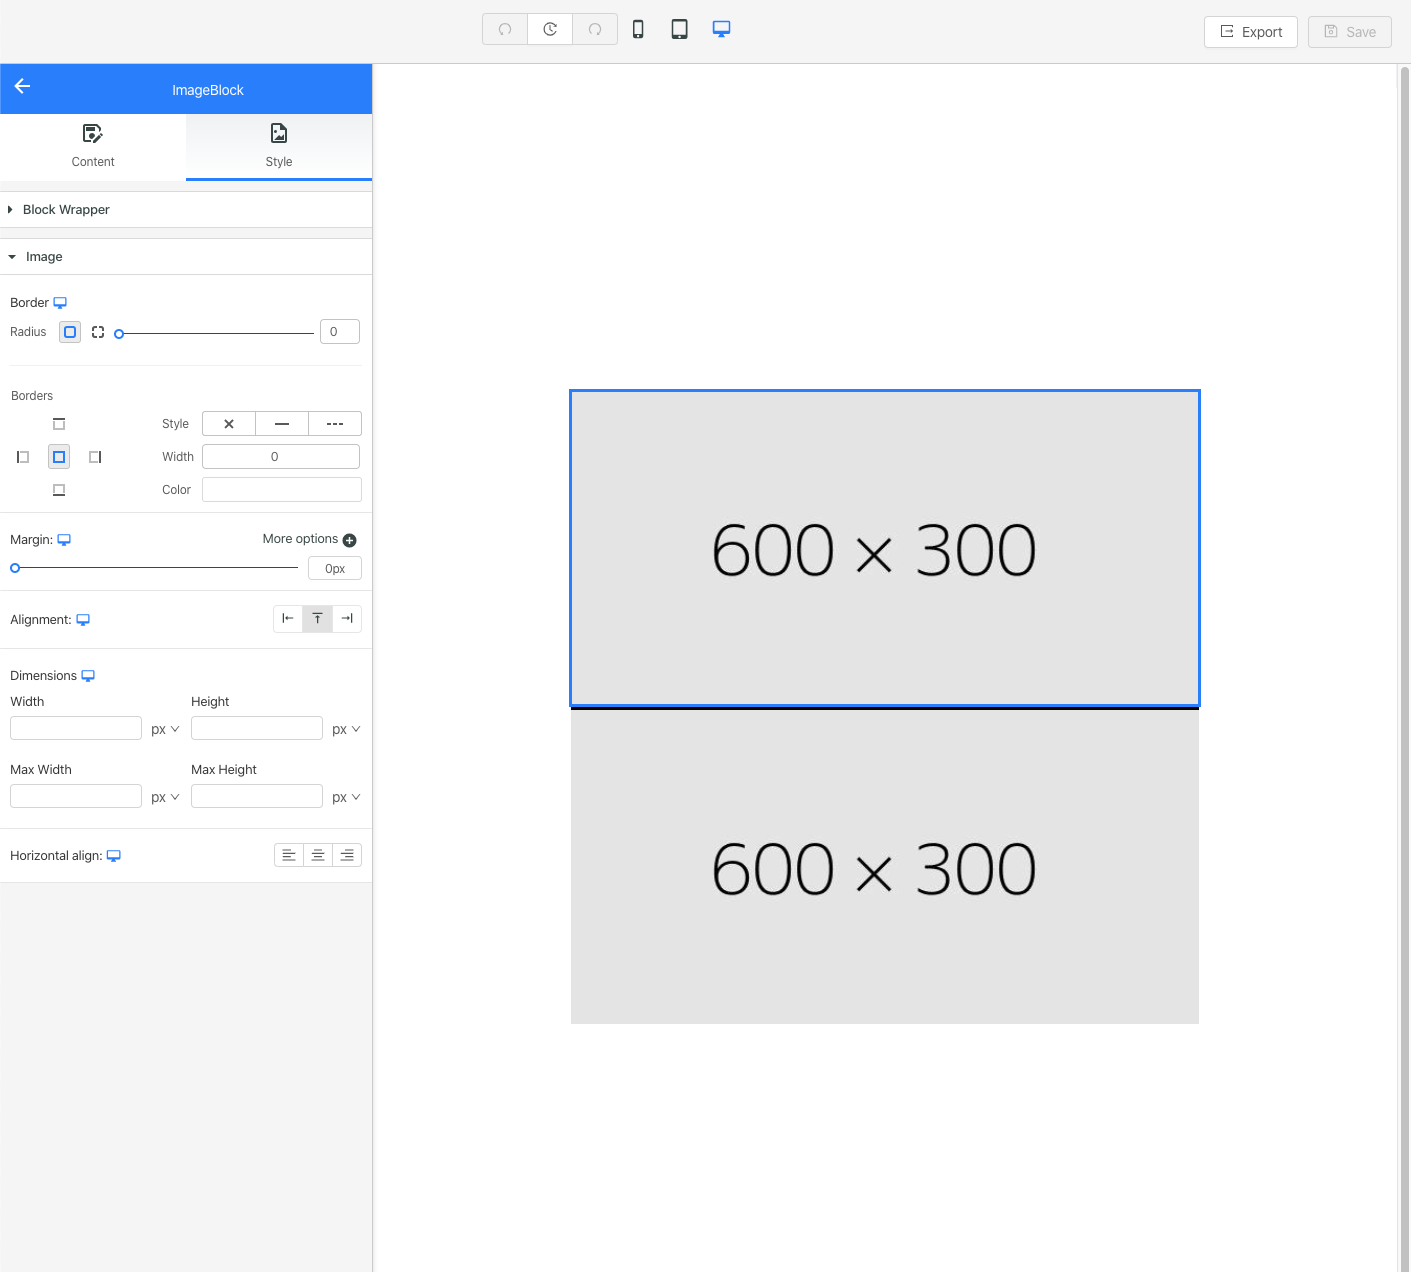 Export
Save
ImageBlock
Content
Style
Block Wrapper
Image
Border
Radius
0
Borders
Style
Width
0
Color
Margin:
More options
0px
Alignment:
Dimensions
Width
Height
px
px
Max Width
Max Height
px
px
Horizontal align:
600 × 300
600 × 300